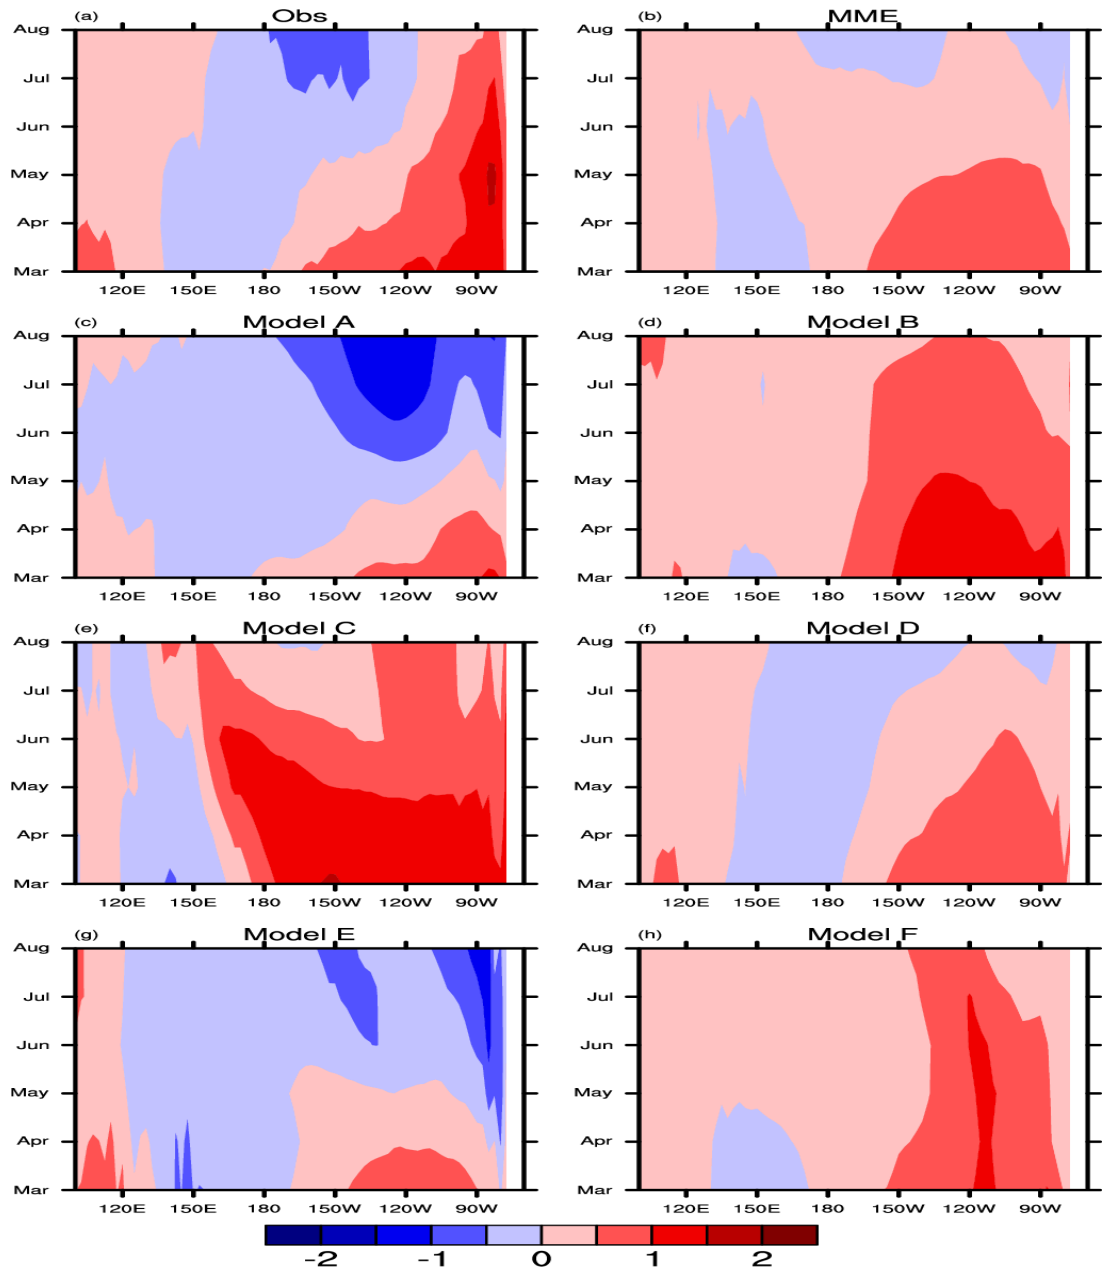 (a) Obs
Aug
Jul
Jun
May
Apr
Mar
120E 150E 180 150W 120W 90W
(b) MME
Aug
Jul
Jun
May
Apr
Mar
120E 150E 180 150W 120W 90W
(c) Model A
Aug
Jul
Jun
May
Apr
Mar
120E 150E 180 150W 120W 90W
(d) Model B
Aug
Jul
Jun
May
Apr
Mar
120E 150E 180 150W 120W 90W
(e) Model C
Aug
Jul
Jun
May
Apr
Mar
120E 150E 180 150W 120W 90W
(f) Model D
Aug
Jul
Jun
May
Apr
Mar
120E 150E 180 150W 120W 90W
(g) Model E
Aug
Jul
Jun
May
Apr
Mar
120E 150E 180 150W 120W 90W
(h) Model F
Aug
Jul
Jun
May
Apr
Mar
120E 150E 180 150W 120W 90W
-2 -1 0 1 2